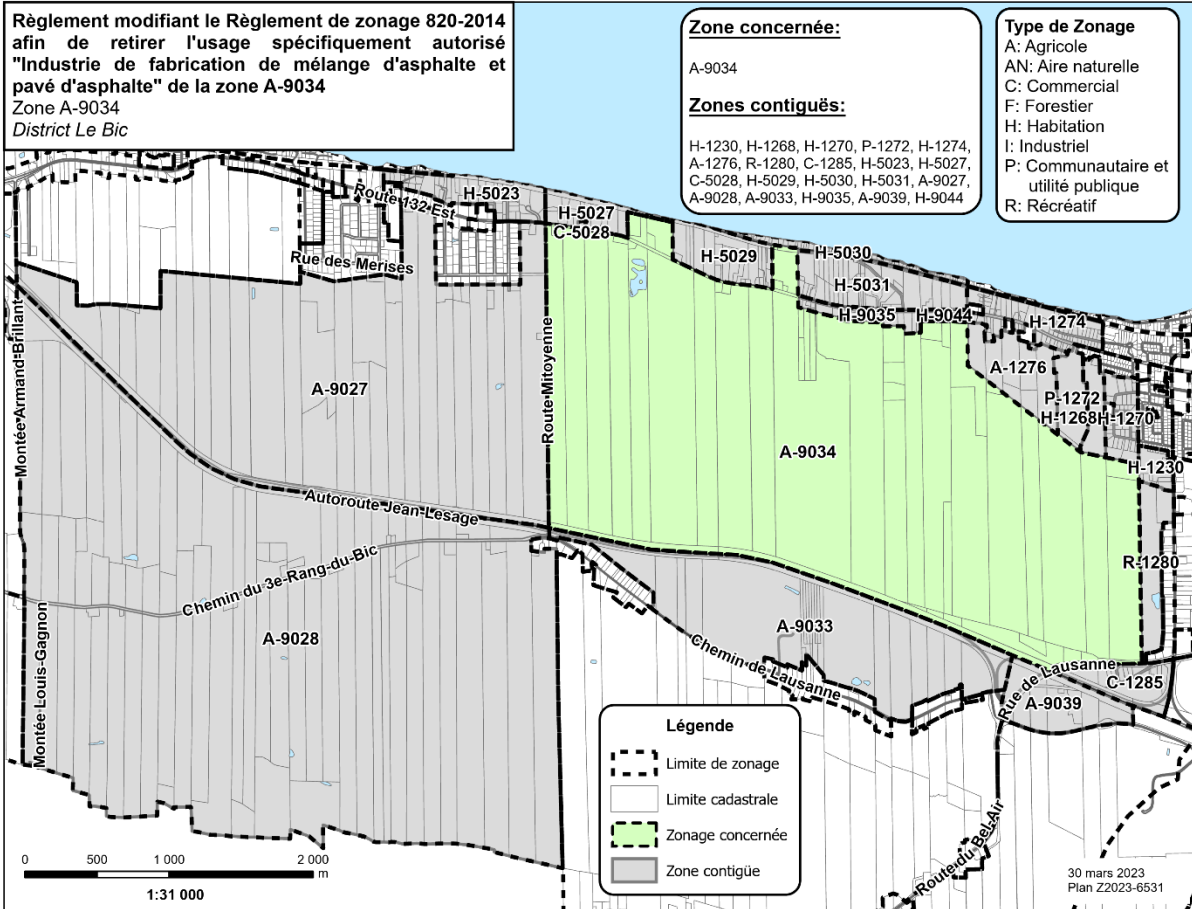 Règlement modifiant le Règlement de zonage 820-2014
afin de retirer l'usage spécifiquement autorisé
"Industrie de fabrication de mélange d'asphalte et
pavé d'asphalte" de la zone A-9034
Zone A-9034
District Le Bic
Zone concernée:
A-9034
Zones contiguës:
H-1230, H-1268, H-1270, P-1272, H-1274,
A-1276, R-1280, C-1285, H-5023, H-5027,
C-5028, H-5029, H-5030, H-5031, A-9027,
A-9028, A-9033, H-9035, A-9039, H-9044
Type de Zonage
A: Agricole
AN: Aire naturelle
C: Commercial
F: Forestier
H: Habitation
I: Industriel
P: Communautaire et
utilité publique
R: Récréatif
Route 132 Est
H-5023
H-5027
C-5028
Rue des Merises
H-5029
H-5030
H-5031
H-9035
H-9044
H-1274
A-1276
P-1272
H-1268
H-1270
H-1230
Montée Armand-Brillant
A-9027
Route Mitoyenne
A-9034
Autoroute Jean Lesage
R-1280
Chemin du 3e-Rang-du-Bic
A-9028
Montée Louis-Gagnon
A-9033
Chemin de Lausanne
Rue de Lausanne
C-1285
A-9039
Route du Bel-Air
Légende
Limite de zonage
Limite cadastrale
Zonage concernée
Zone contigüe
0 500 1 000 2 000
m
1:31 000
30 mars 2023
Plan Z2023-6531